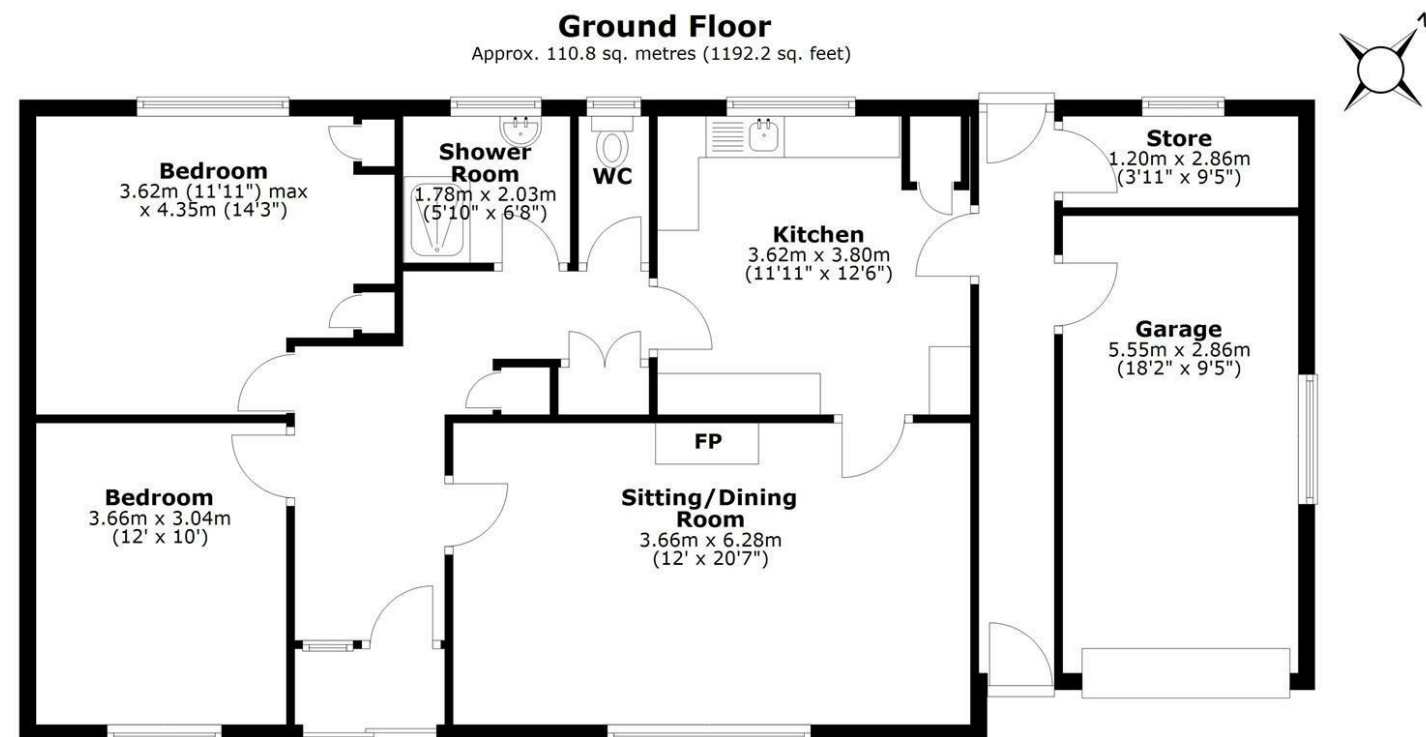 Ground Floor
Approx. 110.8 sq. metres (1192.2 sq. feet)
Bedroom
3.62m (11'11") max
x 4.35m (14'3")
Shower
Room
1.78m x 2.03m
(5'10" x 6'8")
WC
Kitchen
3.62m x 3.80m
(11'11" x 12'6")
Store
1.20m x 2.86m
(3'11" x 9'5")
Garage
5.55m x 2.86m
(18'2" x 9'5")
Bedroom
3.66m x 3.04m
(12' x 10')
FP
Sitting/Dining
Room
3.66m x 6.28m
(12' x 20'7")